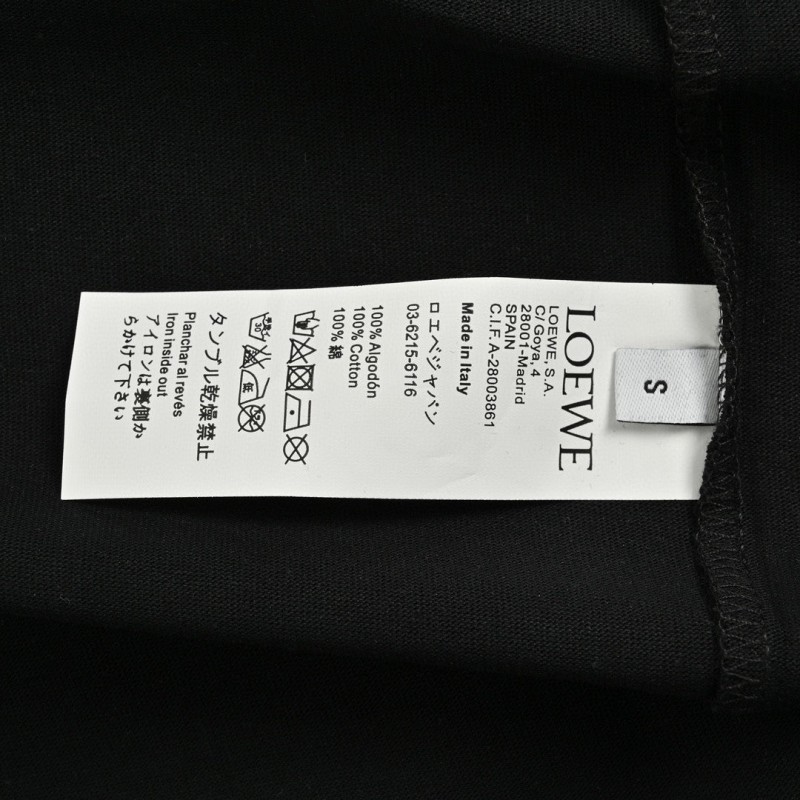 S
LOEWE
LOEWE, S.A.
C/ Goya, 4
28001-Madrid
SPAIN
C.I.F. A-28003861
Made in Italy
ロエベジャパン
03-6215-6116
100% Algodón
100% Cotton
100% 綿
タンブル乾燥禁止
Planchar al revés
Iron inside out
アイロンは裏側か
らかけて下さい